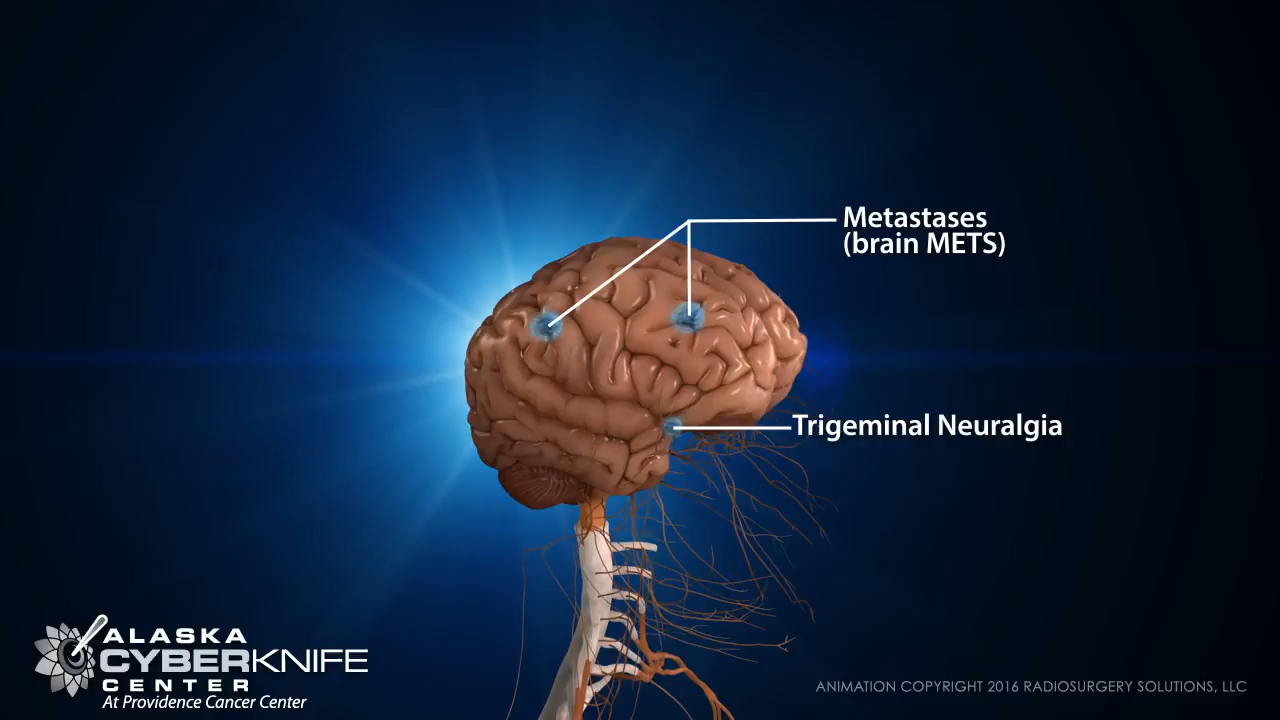 Metastases
(brain METS)
Trigeminal Neuralgia
ALASKA
CYBERKNIFE
CENTER
At Providence Cancer Center
ANIMATION COPYRIGHT 2016 RADIOSURGERY SOLUTIONS, LLC